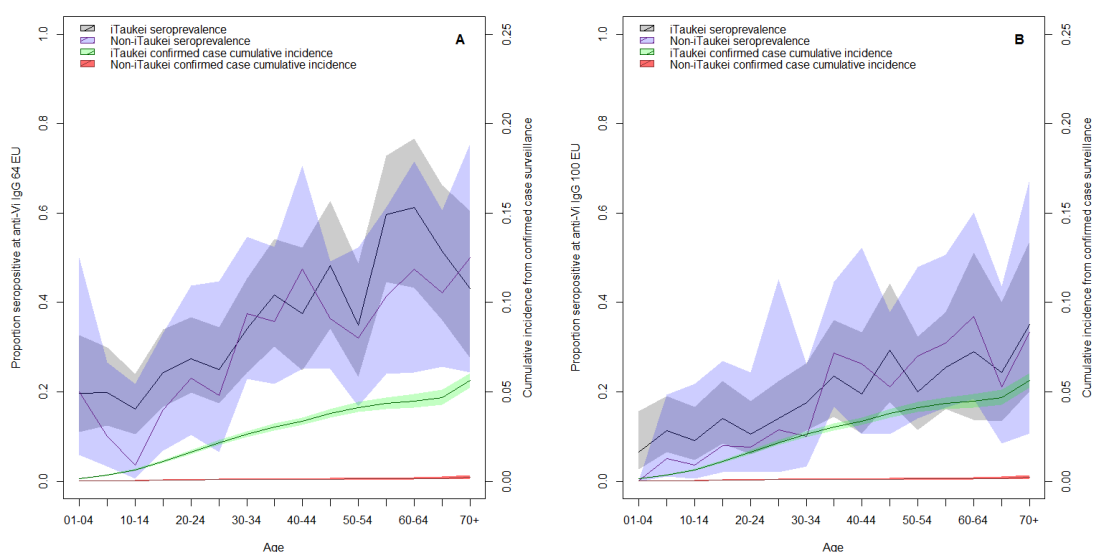 iTaukei seroprevalence
Non-iTaukei seroprevalence
iTaukei confirmed case cumulative incidence
Non-iTaukei confirmed case cumulative incidence
A
Proportion seropositive at anti-Vi IgG 64 EU
1.0
0.8
0.6
0.4
0.2
0.0
0.25
0.20
0.15
0.10
0.05
0.00
Cumulative incidence from confirmed case surveillance
01-04 10-14 20-24 30-34 40-44 50-54 60-64 70+
Age
iTaukei seroprevalence
Non-iTaukei seroprevalence
iTaukei confirmed case cumulative incidence
Non-iTaukei confirmed case cumulative incidence
B
Proportion seropositive at anti-Vi IgG 100 EU
1.0
0.8
0.6
0.4
0.2
0.0
0.25
0.20
0.15
0.10
0.05
0.00
Cumulative incidence from confirmed case surveillance
01-04 10-14 20-24 30-34 40-44 50-54 60-64 70+
Age